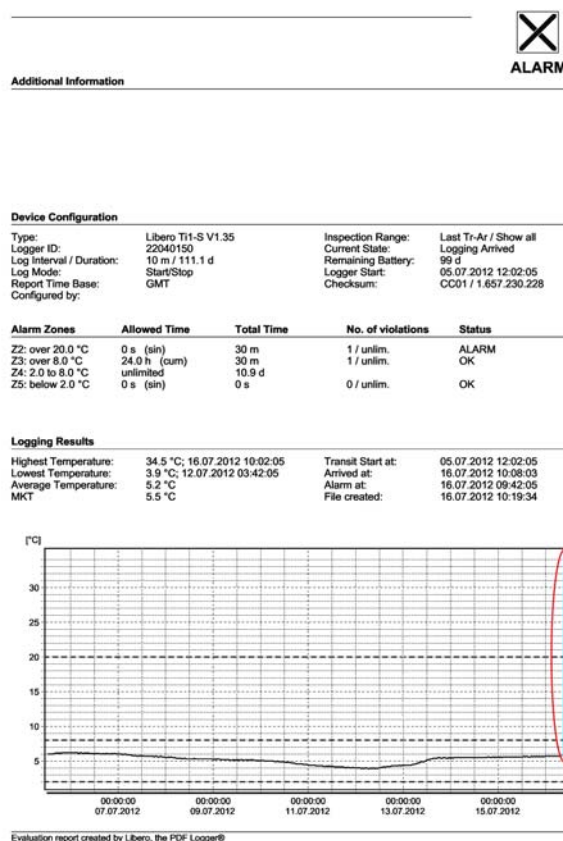 ALARM
Additional Information
Device Configuration
Type: Libero Ti1-S V1.35 Inspection Range: Last Tr-Ar / Show all
Logger ID: 22040150 Current State: Logging Arrived
Log Interval / Duration: 10 m / 111.1 d Remaining Battery: 99 d
Log Mode: Start/Stop Logger Start: 05.07.2012 12:02:05
Report Time Base: GMT Checksum: CC01 / 1.657.230.228
Configured by:
Alarm Zones Allowed Time Total Time No. of violations Status
Z2: over 20.0 °C 0 s (sin) 30 m 1 / unlim. ALARM
Z3: over 8.0 °C 24.0 h (cum) 30 m 1 / unlim. OK
Z4: 2.0 to 8.0 °C unlimited 10.9 d
Z5: below 2.0 °C 0 s (sin) 0 s 0 / unlim. OK
Logging Results
Highest Temperature: 34.5 °C; 16.07.2012 10:02:05 Transit Start at: 05.07.2012 12:02:05
Lowest Temperature: 3.9 °C; 12.07.2012 03:42:05 Arrived at: 16.07.2012 10:08:03
Average Temperature: 5.2 °C Alarm at: 16.07.2012 09:42:05
MKT 5.5 °C File created: 16.07.2012 10:19:34
[°C]
30
25
20
15
10
5
00:00:00 00:00:00 00:00:00 00:00:00 00:00:00
07.07.2012 09.07.2012 11.07.2012 13.07.2012 15.07.2012
Evaluation report created by Libero, the PDF Logger®